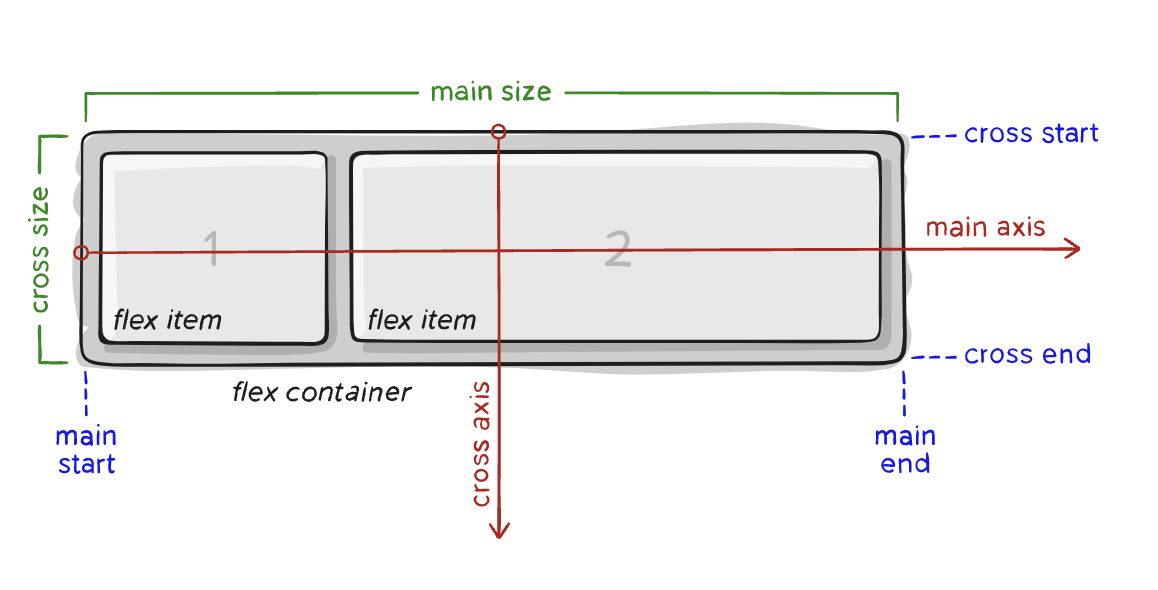 main size
cross start
cross size
main axis
1
2
flex item
flex item
cross end
flex container
cross axis
main
start
main
end